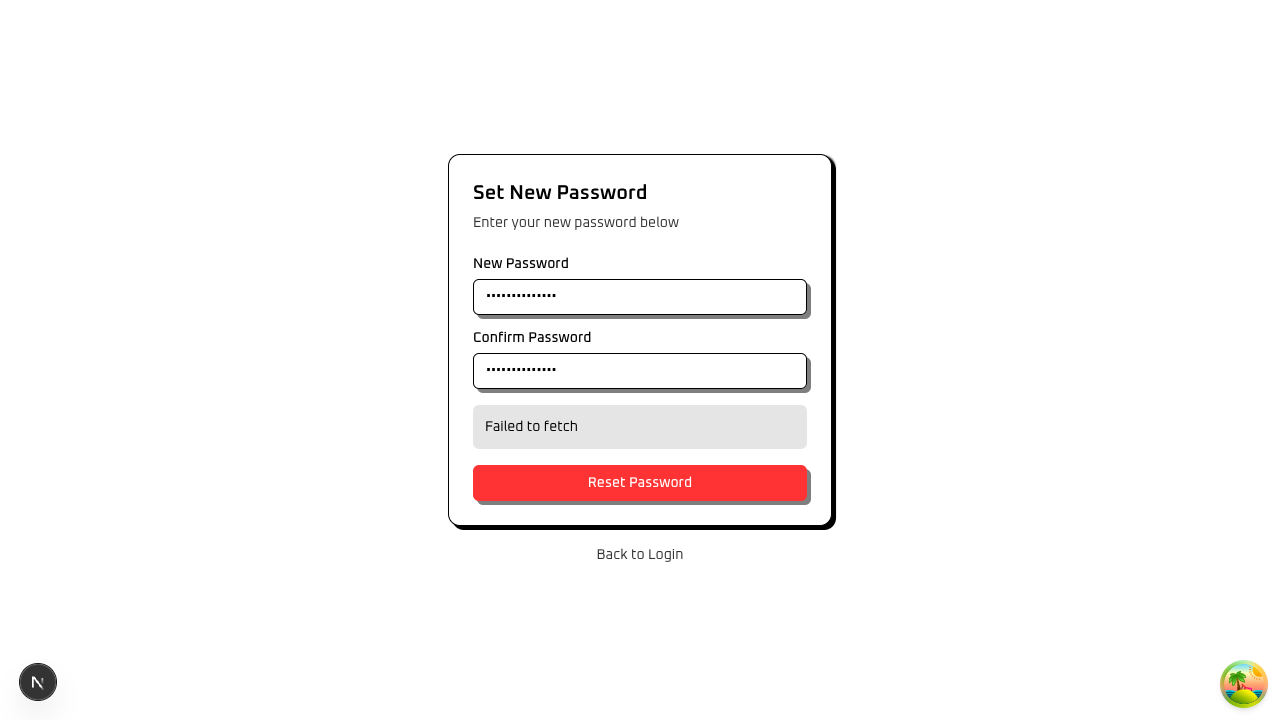 Set New Password
Enter your new password below
New Password
••••••••••••••
Confirm Password
••••••••••••••
Failed to fetch
Reset Password
Back to Login
N